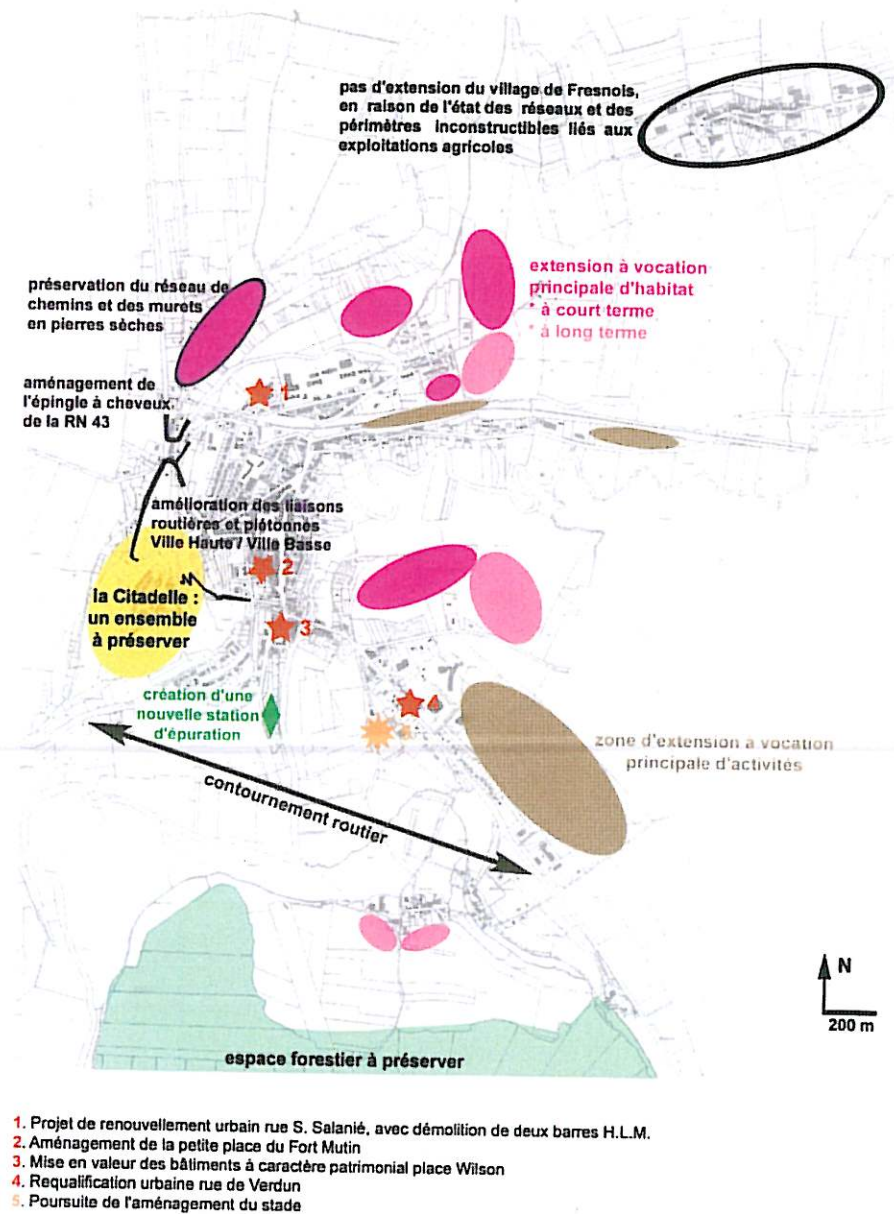 pas d'extension du village de Fresnois,
en raison de l'état des réseaux et des
périmètres inconstructibles liés aux
exploitations agricoles
extension à vocation
principale d'habitat
* à court terme
* à long terme
préservation du réseau de
chemins et des murets
en pierres sèches
aménagement de
l'épingle à cheveux
de la RN 43
1
amélioration des liaisons
routières et piétonnes
Ville Haute / Ville Basse
2
la Citadelle :
un ensemble
à préserver
3
création d'une
nouvelle station
d'épuration
4
5
zone d'extension à vocation
principale d'activités
contournement routier
N
200 m
espace forestier à préserver
1. Projet de renouvellement urbain rue S. Salanié, avec démolition de deux barres H.L.M.
2. Aménagement de la petite place du Fort Mutin
3. Mise en valeur des bâtiments à caractère patrimonial place Wilson
4. Requalification urbaine rue de Verdun
5. Poursuite de l'aménagement du stade